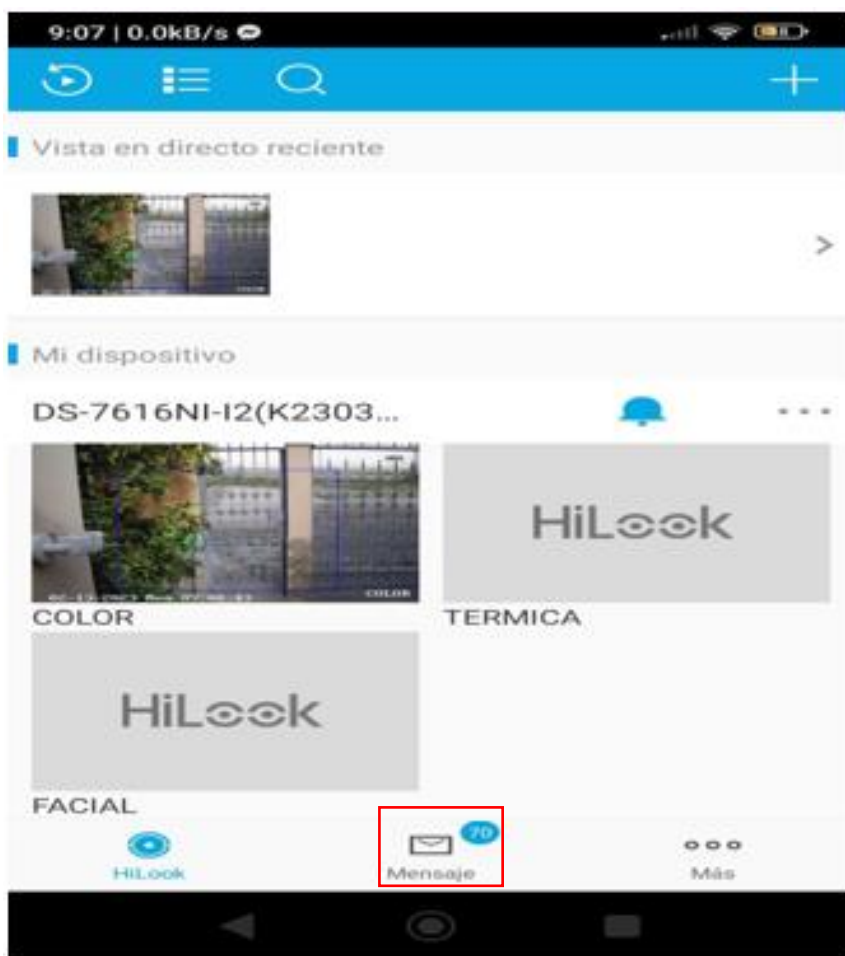 9:07 | 0.0kB/s
Vista en directo reciente
Mi dispositivo
DS-7616NI-I2(K2303...
COLOR
COLOR
TERMICA
HiLook
HiLook
FACIAL
70
HiLook
Mensaje
Más